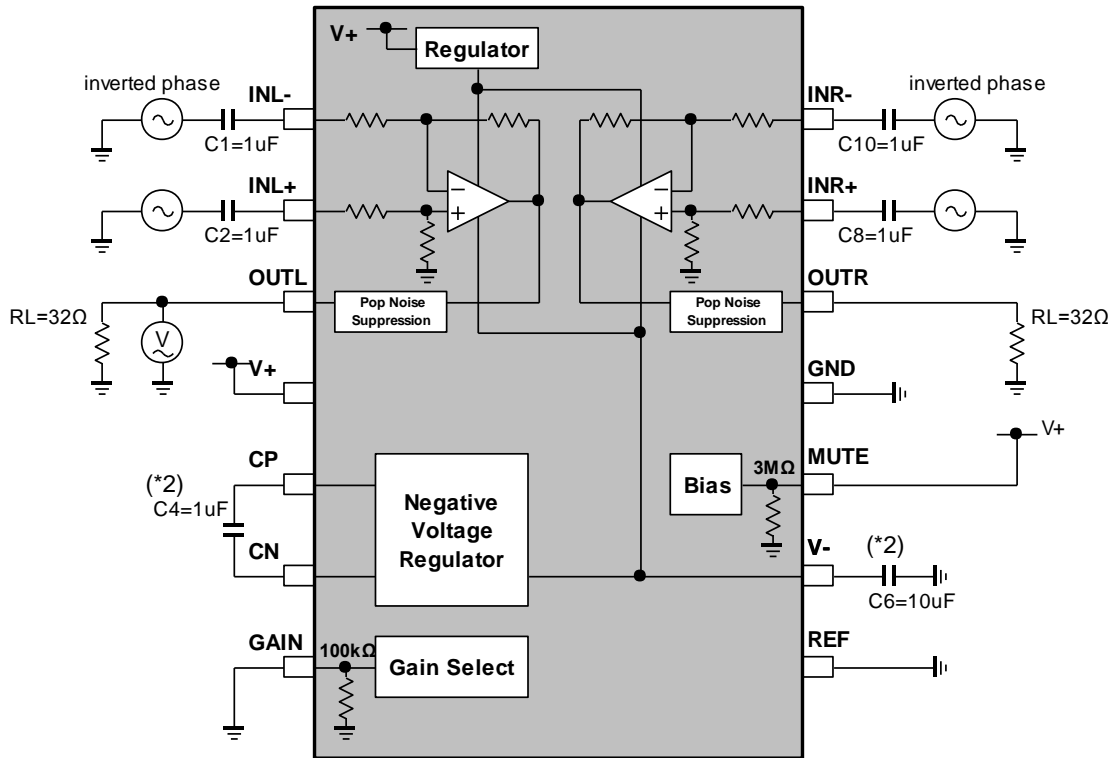 V+
Regulator
inverted phase
INL-
C1=1uF
INR-
inverted phase
C10=1uF
INL+
C2=1uF
INR+
C8=1uF
−
+
−
+
OUTL
Pop Noise
Suppression
Pop Noise
Suppression
OUTR
RL=32Ω
V
RL=32Ω
V+
GND
V+
CP
(*2)
C4=1uF
CN
Negative
Voltage
Regulator
Bias
3MΩ
MUTE
V-
(*2)
C6=10uF
GAIN
100kΩ
Gain Select
REF